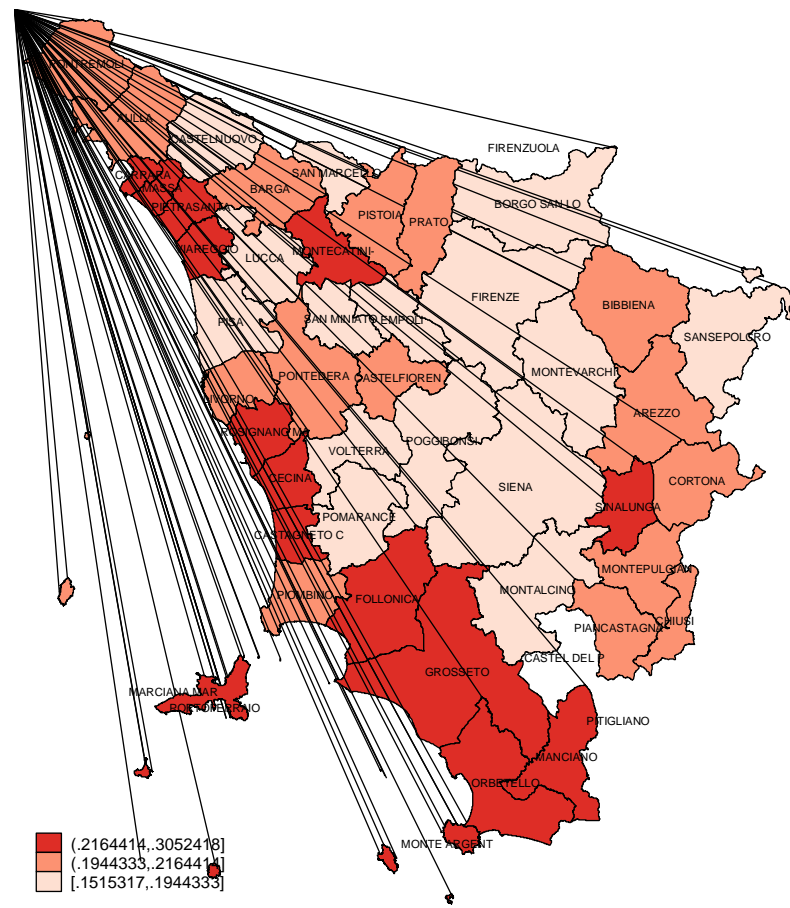 PONTREMOLI
AULLA
CASTELNUOVO
FIRENZUOLA
SAN MARCELLO
CARRARA
MASSA
BARGA
PIETRASANTA
BORGO SAN LO
PISTOIA
PRATO
VIAREGGIO
LUCCA
MONTECATINI-
FIRENZE
BIBBIENA
PISA
SAN MINIATO
EMPOLI
SANSEPOLCRO
MONTEVARCHI
PONTEDERA
CASTELFIOREN
LIVORNO
AREZZO
ROSIGNANO MA
POGGIBONSI
VOLTERRA
CECINA
SIENA
CORTONA
SINALUNGA
POMARANCE
CASTAGNETO C
MONTEPULCIAN
PIOMBINO
FOLLONICA
MONTALCINO
CHIUSI
PIANCASTAGNA
CASTEL DEL P
GROSSETO
MARCIANA MAR
PORTOFERRAIO
PITIGLIANO
MANCIANO
ORBETELLO
MONTE ARGENT
(.2164414,.3052418]
(.1944333,.2164414]
[.1515317,.1944333]